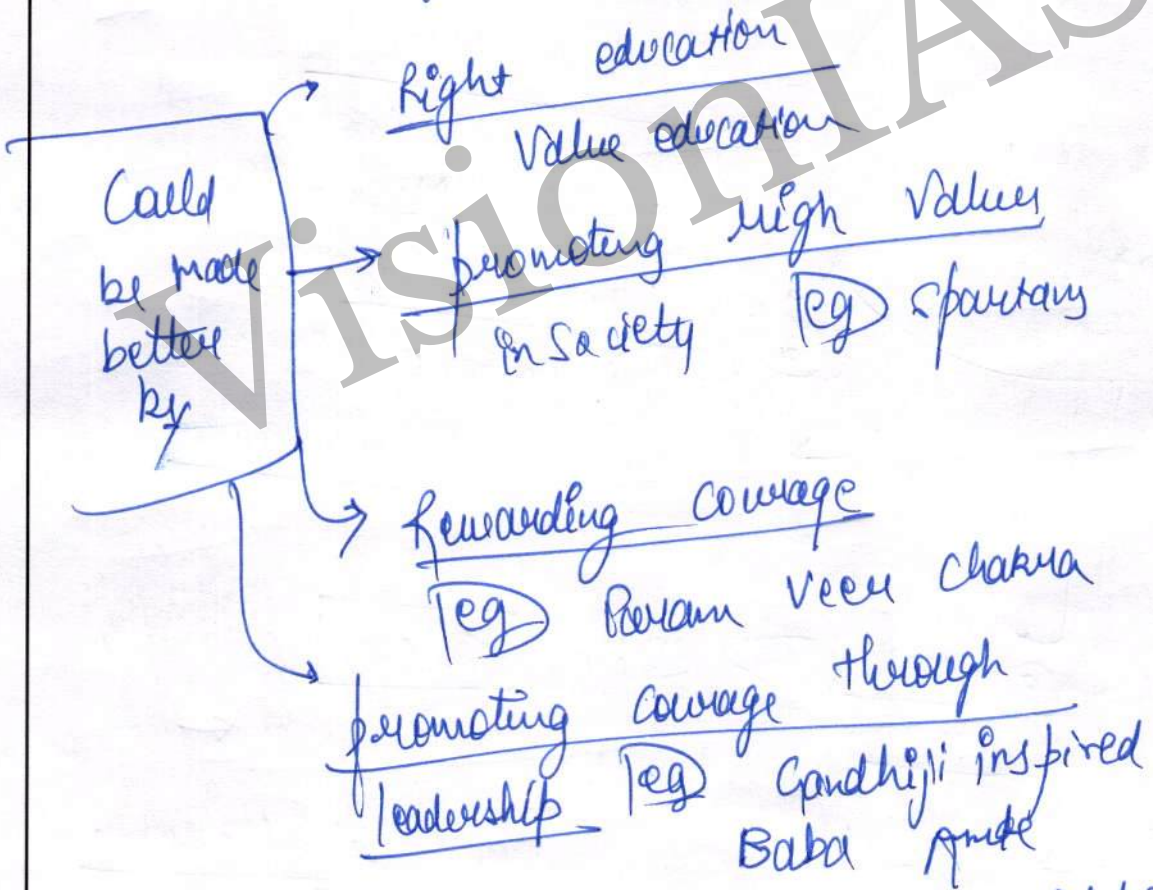 Could
be made
better
by
Right education
Value education
promoting high Values
in Society eg Spartans
Rewarding Courage
eg Param Veer Chakra
promoting courage through
leadership eg Gandhiji inspired
Baba Amte
VisionIAS